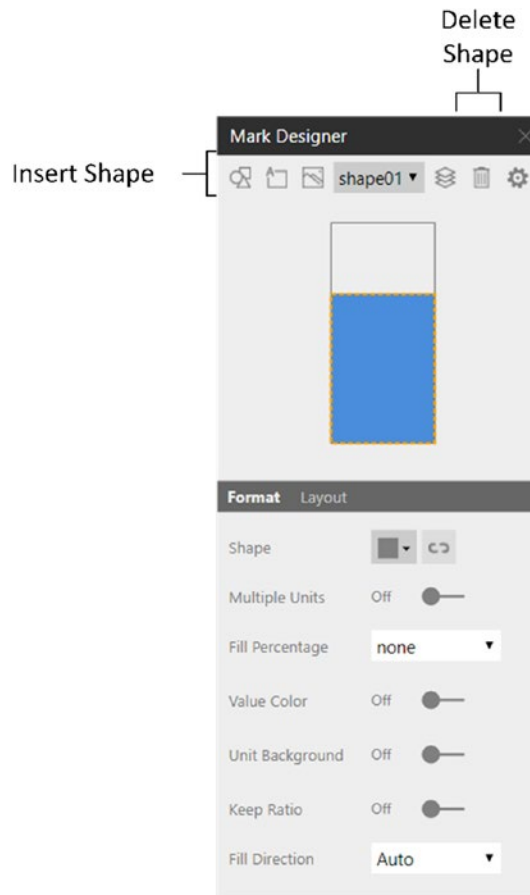 Delete
Shape
Mark Designer
Insert Shape
shape01
Format Layout
Shape
Multiple Units Off
Fill Percentage none
Value Color Off
Unit Background Off
Keep Ratio Off
Fill Direction Auto